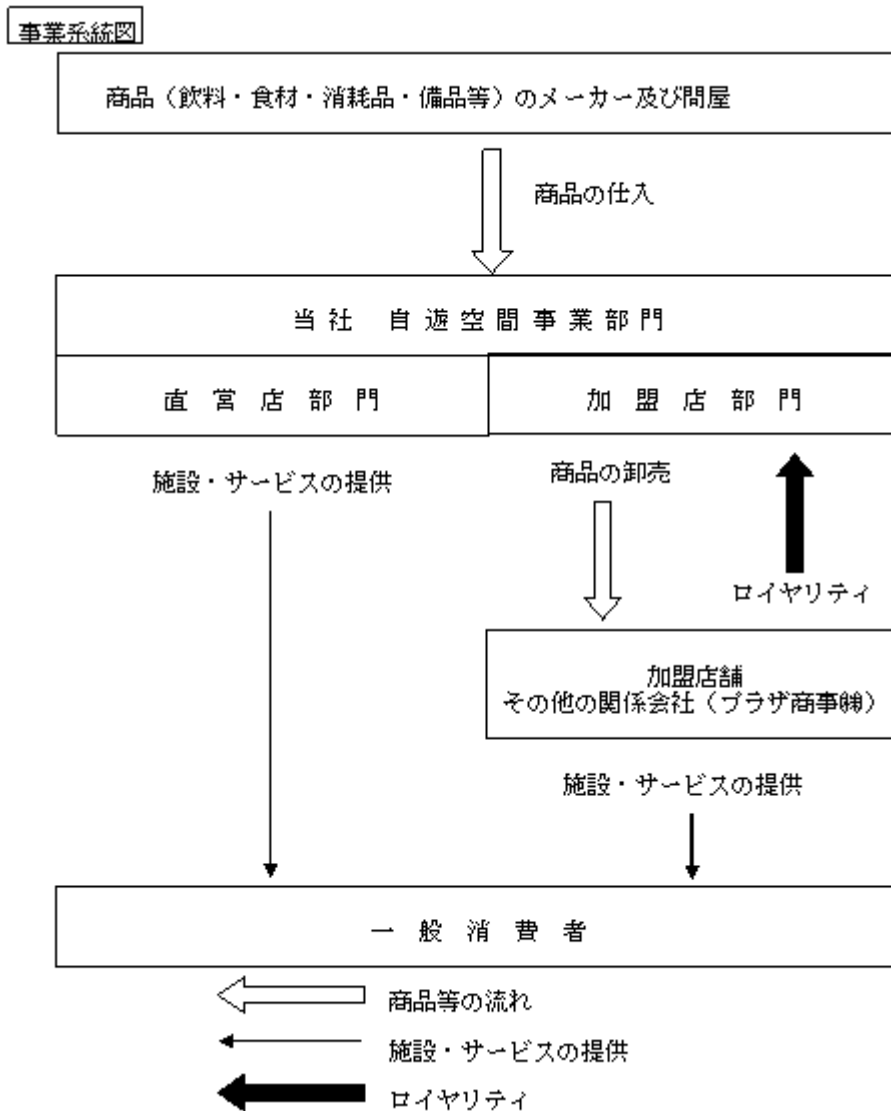 事業系統図
商品（飲料・食材・消耗品・備品等）のメーカー及び問屋
商品の仕入
当社 自遊空間事業部門
直営店部門
加盟店部門
施設・サービスの提供
商品の卸売
ロイヤリティ
加盟店舗
その他の関係会社（プラザ商事㈱）
施設・サービスの提供
一般消費者
商品等の流れ
施設・サービスの提供
ロイヤリティ